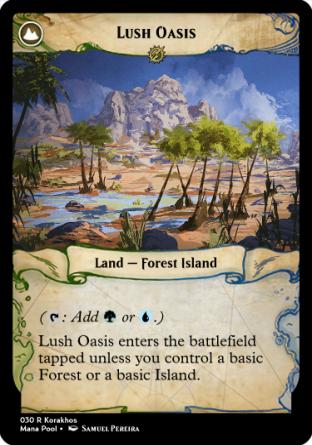 Lush Oasis
Land — Forest Island
( : Add or .)
Lush Oasis enters the battlefield
tapped unless you control a basic
Forest or a basic Island.
030 R Korakhos
Mana Pool • Samuel Pereira